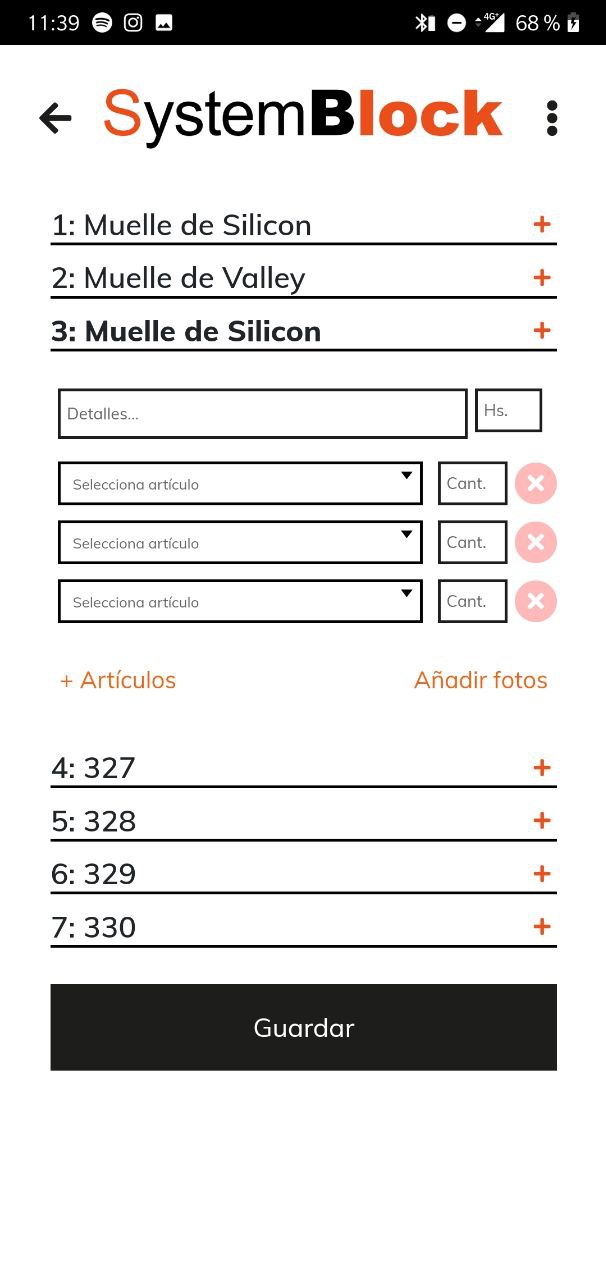 11:39 4G+ 68 %
SystemBlock
1: Muelle de Silicon +
2: Muelle de Valley +
3: Muelle de Silicon +
Detalles... Hs.
Selecciona artículo Cant.
Selecciona artículo Cant.
Selecciona artículo Cant.
+ Artículos Añadir fotos
4: 327 +
5: 328 +
6: 329 +
7: 330 +
Guardar